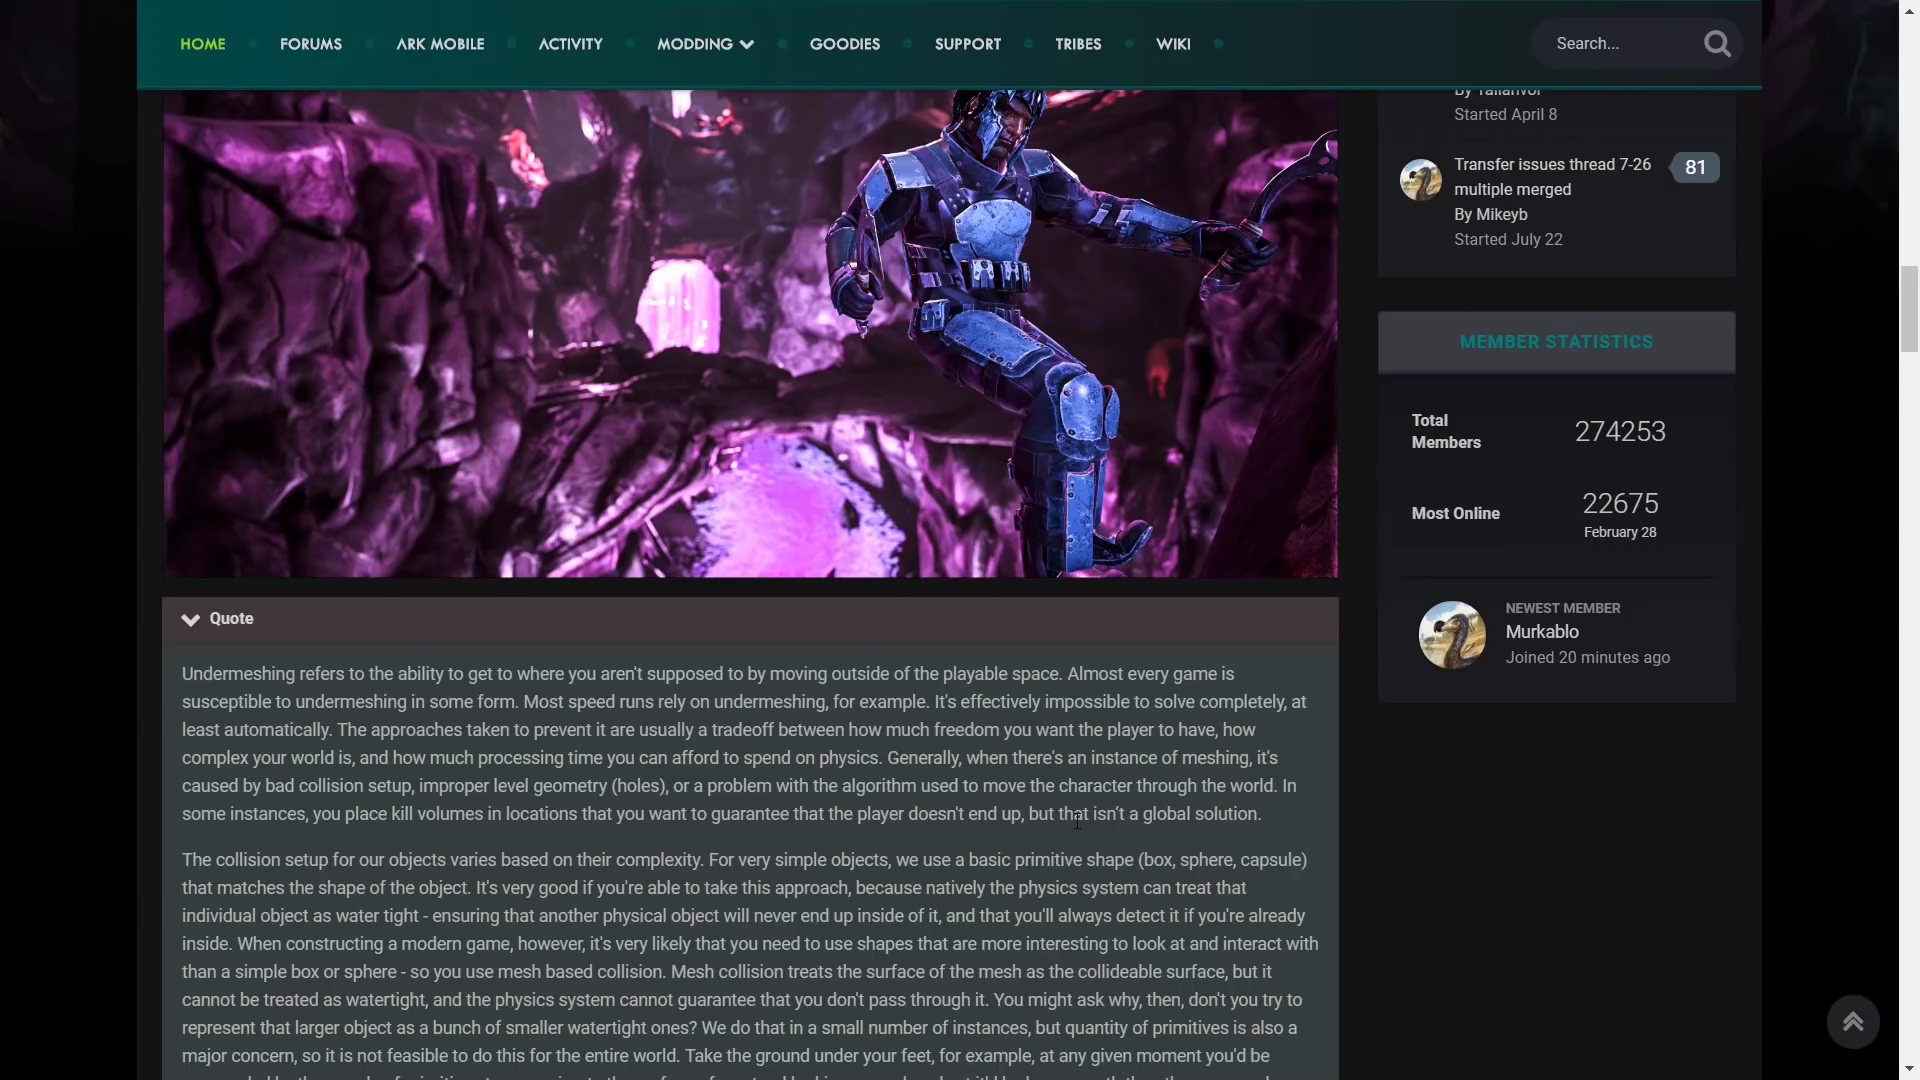 HOME
FORUMS
ARK MOBILE
ACTIVITY
MODDING
GOODIES
SUPPORT
TRIBES
WIKI
Search...
Started April 8
Transfer issues thread 7-26
multiple merged
By Mikeyb
Started July 22
81
MEMBER STATISTICS
Total
Members
274253
Most Online
22675
February 28
NEWEST MEMBER
Murkablo
Joined 20 minutes ago
Quote
Undermeshing refers to the ability to get to where you aren't supposed to by moving outside of the playable space. Almost every game is
susceptible to undermeshing in some form. Most speed runs rely on undermeshing, for example. It's effectively impossible to solve completely, at
least automatically. The approaches taken to prevent it are usually a tradeoff between how much freedom you want the player to have, how
complex your world is, and how much processing time you can afford to spend on physics. Generally, when there's an instance of meshing, it's
caused by bad collision setup, improper level geometry (holes), or a problem with the algorithm used to move the character through the world. In
some instances, you place kill volumes in locations that you want to guarantee that the player doesn't end up, but that isn’t a global solution.
The collision setup for our objects varies based on their complexity. For very simple objects, we use a basic primitive shape (box, sphere, capsule)
that matches the shape of the object. It's very good if you're able to take this approach, because natively the physics system can treat that
individual object as water tight - ensuring that another physical object will never end up inside of it, and that you'll always detect it if you're already
inside. When constructing a modern game, however, it's very likely that you need to use shapes that are more interesting to look at and interact with
than a simple box or sphere - so you use mesh based collision. Mesh collision treats the surface of the mesh as the collideable surface, but it
cannot be treated as watertight, and the physics system cannot guarantee that you don't pass through it. You might ask why, then, don't you try to
represent that larger object as a bunch of smaller watertight ones? We do that in a small number of instances, but quantity of primitives is also a
major concern, so it is not feasible to do this for the entire world. Take the ground under your feet, for example, at any given moment you'd be